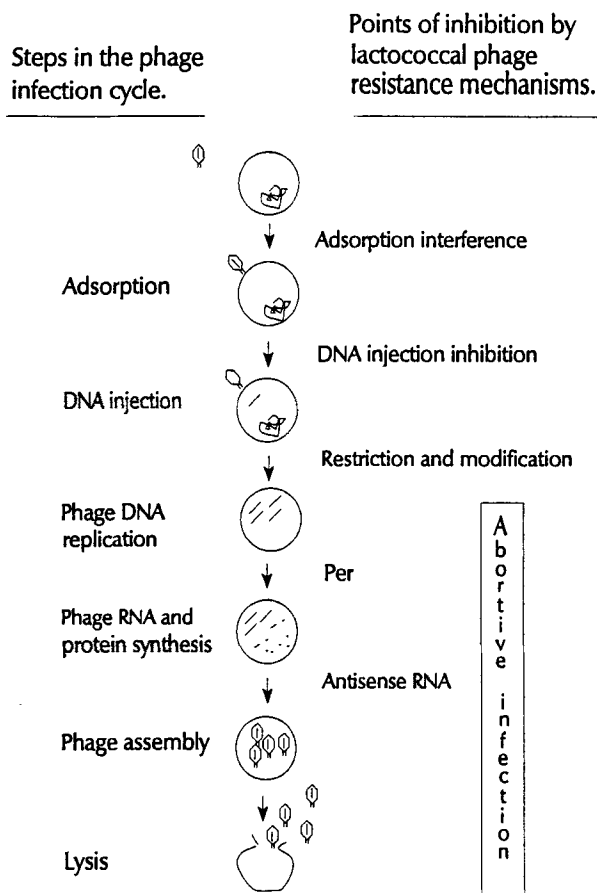 Steps in the phage
infection cycle.
Points of inhibition by
lactococcal phage
resistance mechanisms.
Adsorption interference
Adsorption
DNA injection inhibition
DNA injection
Restriction and modification
Phage DNA
replication
Per
Phage RNA and
protein synthesis
Antisense RNA
Phage assembly
Lysis
Abortive infection